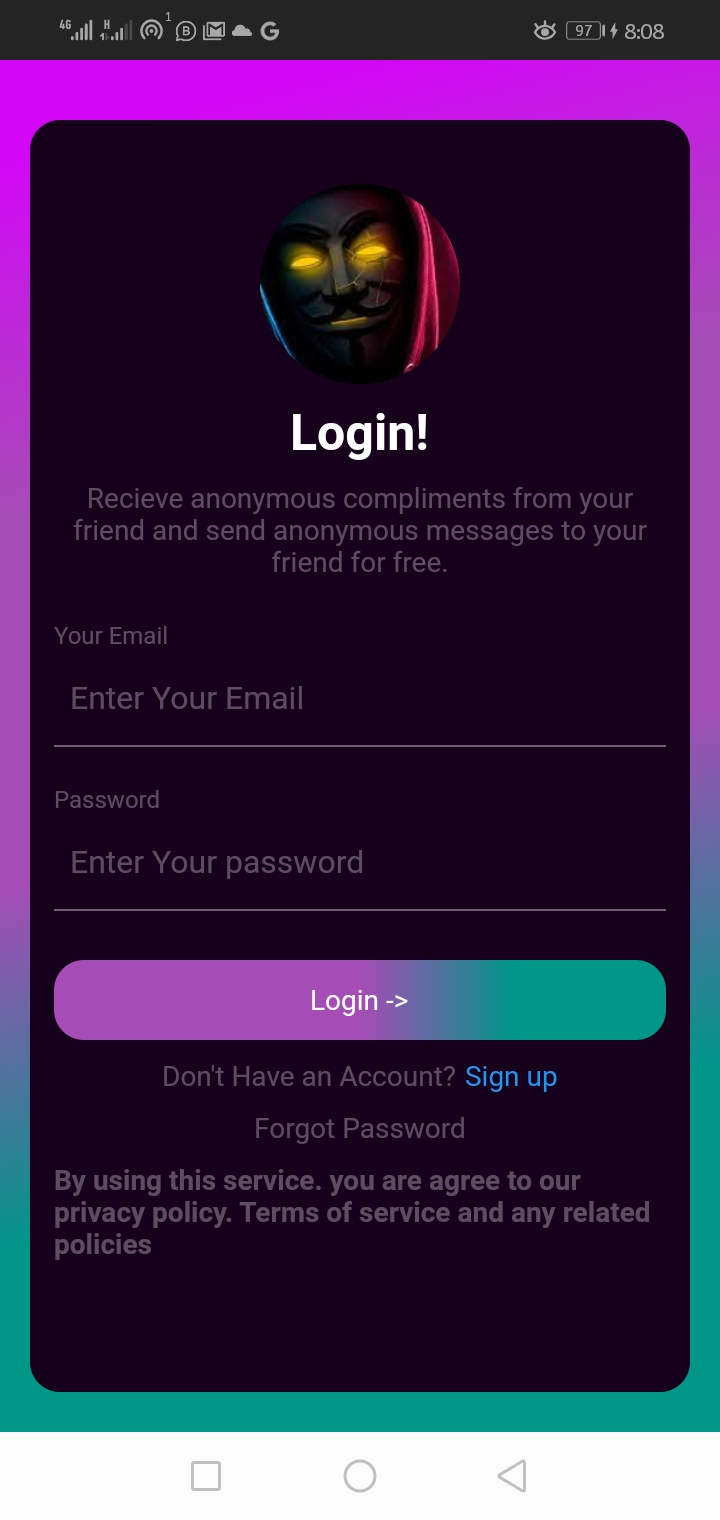 4G H 1 B 97 8:08
Login!
Recieve anonymous compliments from your
friend and send anonymous messages to your
friend for free.
Your Email
Enter Your Email
Password
Enter Your password
Login ->
Don't Have an Account? Sign up
Forgot Password
By using this service. you are agree to our
privacy policy. Terms of service and any related
policies